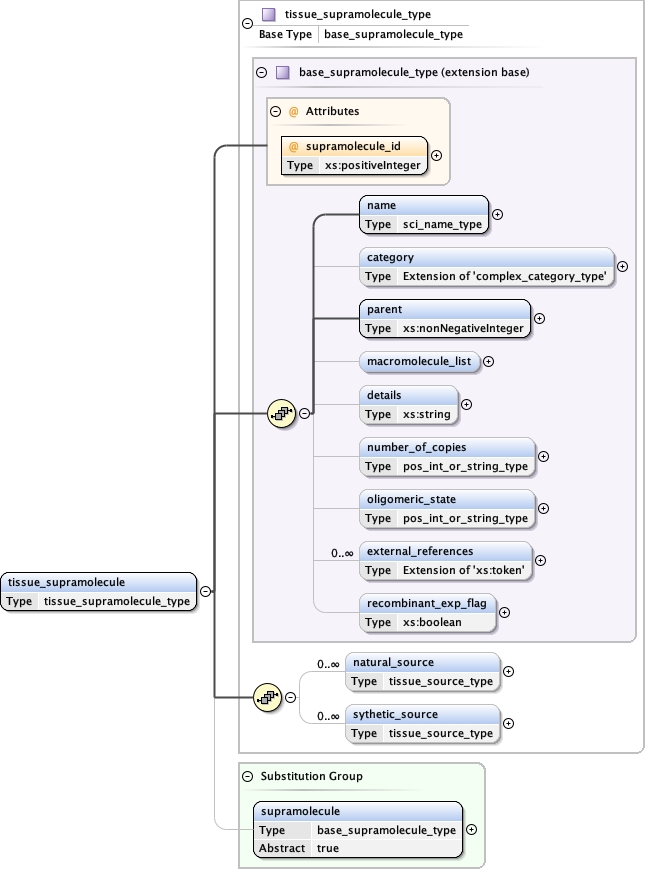 tissue_supramolecule_type
Base Type base_supramolecule_type
base_supramolecule_type (extension base)
@ Attributes
@ supramolecule_id
Type xs:positiveInteger
name
Type sci_name_type
category
Type Extension of 'complex_category_type'
parent
Type xs:nonNegativeInteger
macromolecule_list
details
Type xs:string
number_of_copies
Type pos_int_or_string_type
oligomeric_state
Type pos_int_or_string_type
0..∞ external_references
Type Extension of 'xs:token'
tissue_supramolecule
Type tissue_supramolecule_type
recombinant_exp_flag
Type xs:boolean
0..∞ natural_source
Type tissue_source_type
0..∞ sythetic_source
Type tissue_source_type
Substitution Group
supramolecule
Type base_supramolecule_type
Abstract true